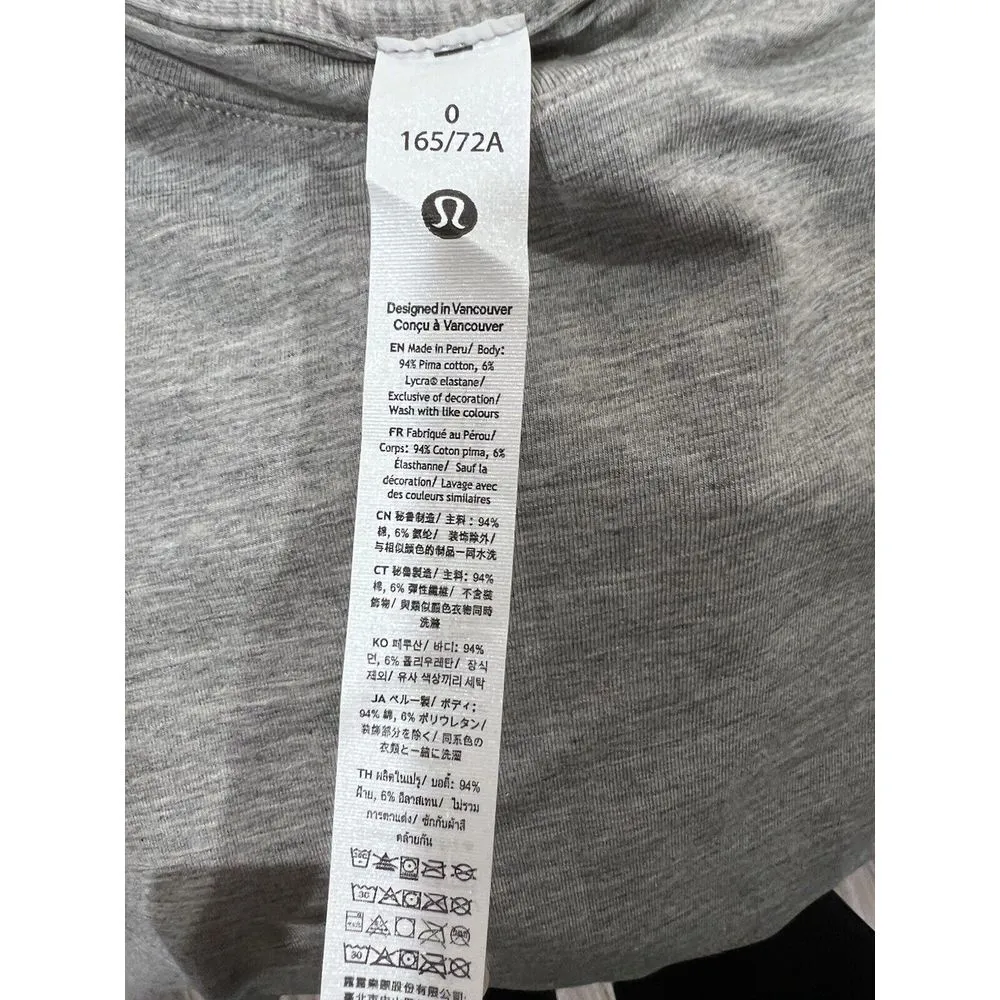 0
165/72A
Designed in Vancouver
Conçu à Vancouver
EN Made in Peru/ Body:
94% Pima cotton, 6%
Lycra® elastane/
Exclusive of decoration/
Wash with like colours
FR Fabriqué au Pérou/
Corps: 94% Coton pima, 6%
Élasthanne/ Sauf la
décoration/ Lavage avec
des couleurs similaires
CN 秘鲁制造/ 主料: 94%
棉, 6% 氨纶/ 装饰除外/
与相似颜色的制品一同水洗
CT 秘魯製造/ 主料: 94%
棉, 6% 彈性纖維/ 不含裝
飾物/ 與類似顏色衣物同時
洗滌
KO 페루산/ 바디: 94%
면, 6% 폴리우레탄/ 장식
제외/ 유사 색상끼리 세탁
JA ペルー製/ ボディ:
94% 綿, 6% ポリウレタン/
装飾部分を除く/ 同系色の
衣類と一緒に洗濯
TH ผลิตในเปรู/ บอดี้: 94%
ฝ้าย, 6% อีลาสเทน/ ไม่รวม
การตกแต่ง/ ซักกับผ้าสี
คล้ายกัน
30
30
股份有限公司